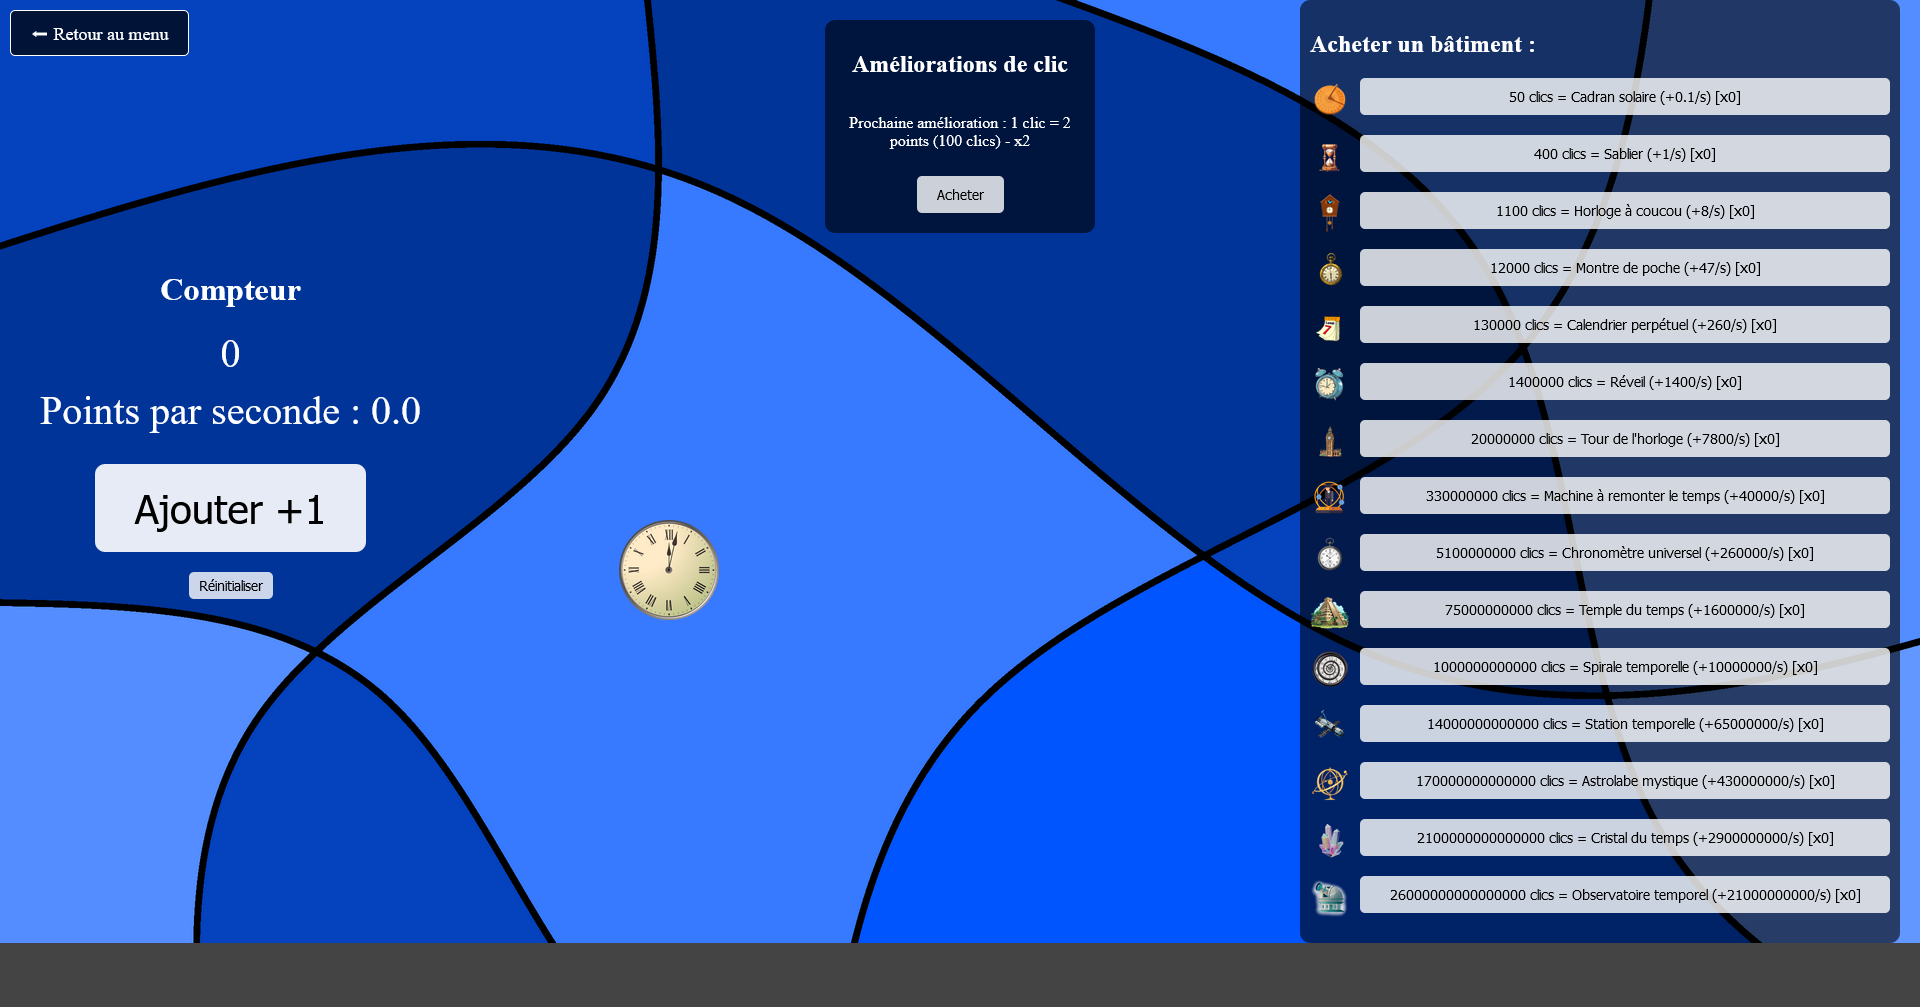 ⬅ Retour au menu
Améliorations de clic
Prochaine amélioration : 1 clic = 2
points (100 clics) - x2
Acheter
Compteur
0
Points par seconde : 0.0
Ajouter +1
Réinitialiser
Acheter un bâtiment :
50 clics = Cadran solaire (+0.1/s) [x0]
400 clics = Sablier (+1/s) [x0]
1100 clics = Horloge à coucou (+8/s) [x0]
12000 clics = Montre de poche (+47/s) [x0]
130000 clics = Calendrier perpétuel (+260/s) [x0]
1400000 clics = Réveil (+1400/s) [x0]
20000000 clics = Tour de l'horloge (+7800/s) [x0]
330000000 clics = Machine à remonter le temps (+40000/s) [x0]
5100000000 clics = Chronomètre universel (+260000/s) [x0]
75000000000 clics = Temple du temps (+1600000/s) [x0]
1000000000000 clics = Spirale temporelle (+10000000/s) [x0]
14000000000000 clics = Station temporelle (+65000000/s) [x0]
170000000000000 clics = Astrolabe mystique (+430000000/s) [x0]
2100000000000000 clics = Cristal du temps (+2900000000/s) [x0]
26000000000000000 clics = Observatoire temporel (+21000000000/s) [x0]